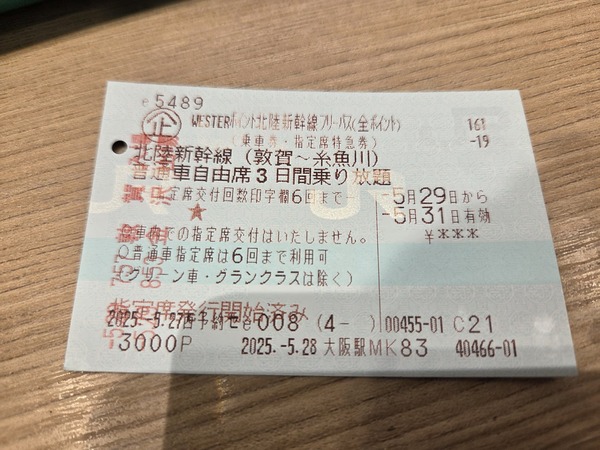 e5489
企 WESTERポイント北陸新幹線フリーパス(全ポイント) 161
(乗車券・指定席特急券) -19
北陸新幹線(敦賀~糸魚川)
普通車自由席3日間乗り放題
定席交付回数印字欄6回まで -5月29日から
★ -5月31日有効
車内での指定席交付はいたしません。 ¥***
普通車指定席は6回まで利用可
(グリーン車・グランクラスは除く)
指定席発行開始済み
2025.-5.27西予約セe008 (4- ) 00455-01 C21
3000P 2025.-5.28 大阪駅MK83 40466-01